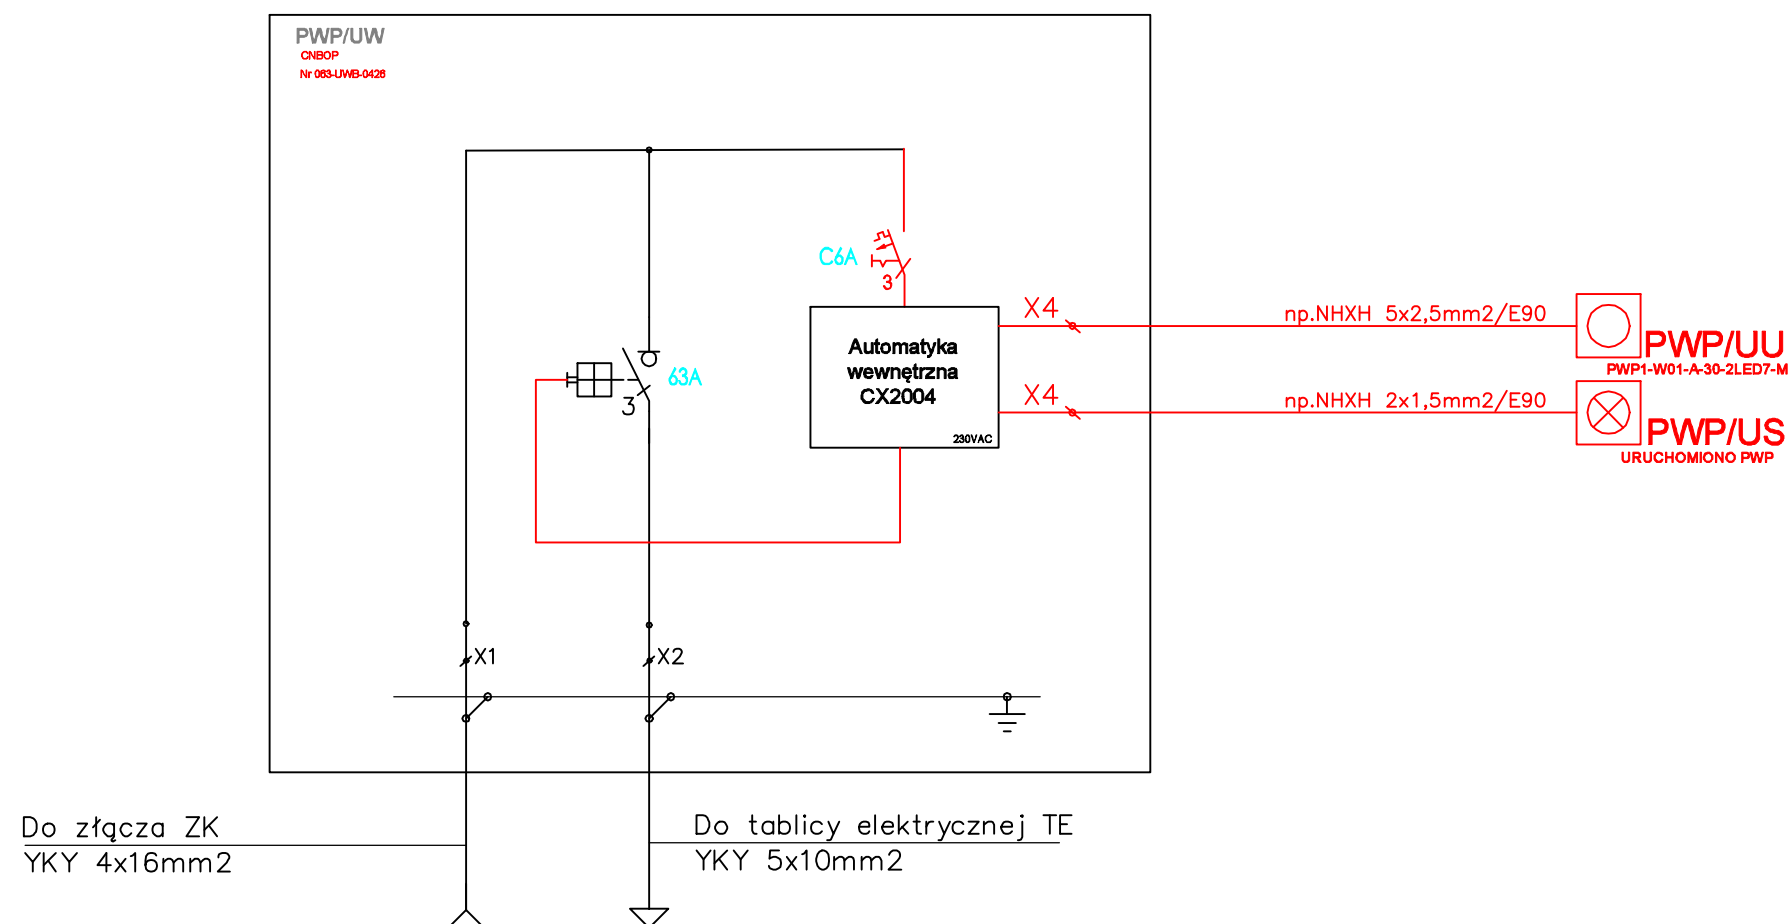 PWP/UW
CNBOP
Nr 063-UWB-0426
C6A
3
63A
3
Automatyka
wewnętrzna
CX2004
230VAC
X4
np.NHXH 5x2,5mm2/E90
PWP/UU
PWP1-W01-A-30-2LED7-M
X4
np.NHXH 2x1,5mm2/E90
PWP/US
URUCHOMIONO PWP
X1
X2
Do złącza ZK
YKY 4x16mm2
Do tablicy elektrycznej TE
YKY 5x10mm2